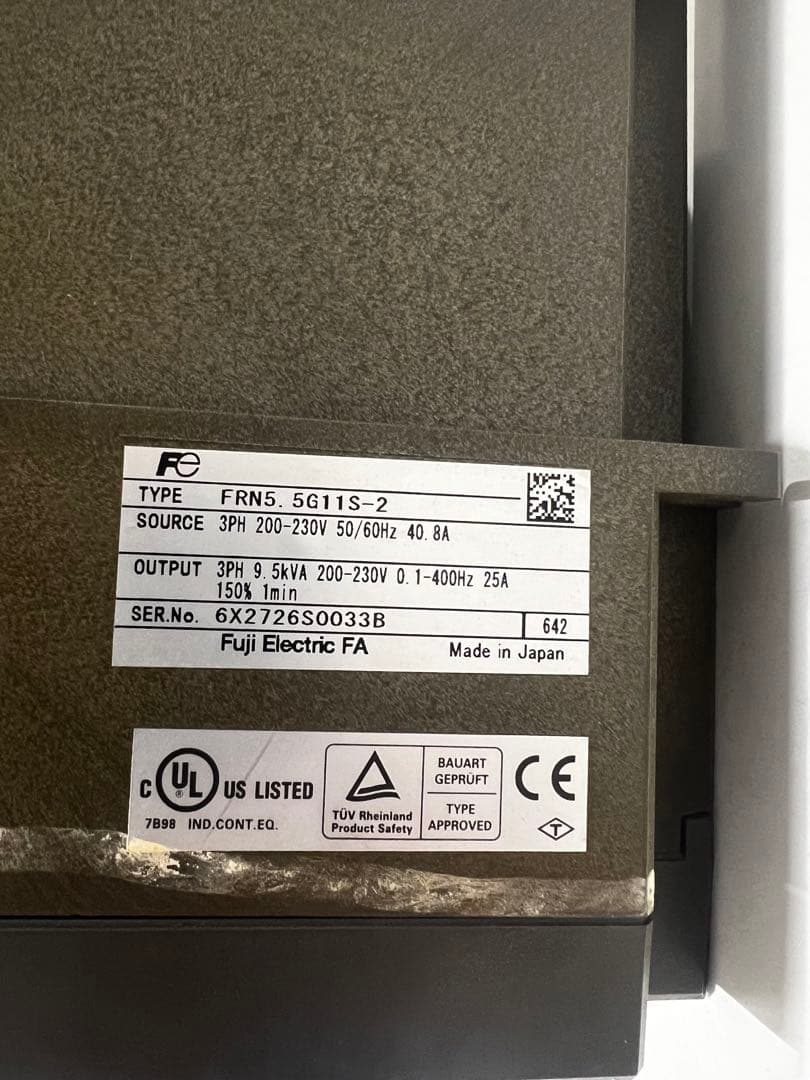 Fe
TYPE FRN5.5G11S-2
SOURCE 3PH 200-230V 50/60Hz 40.8A
OUTPUT 3PH 9.5kVA 200-230V 0.1-400Hz 25A
150% 1min
SER.No. 6X2726S0033B
642
Fuji Electric FA
Made in Japan
C UL ® US LISTED
7B98 IND.CONT.EQ.
TÜV Rheinland
Product Safety
BAUART
GEPRÜFT
TYPE
APPROVED
CE
T